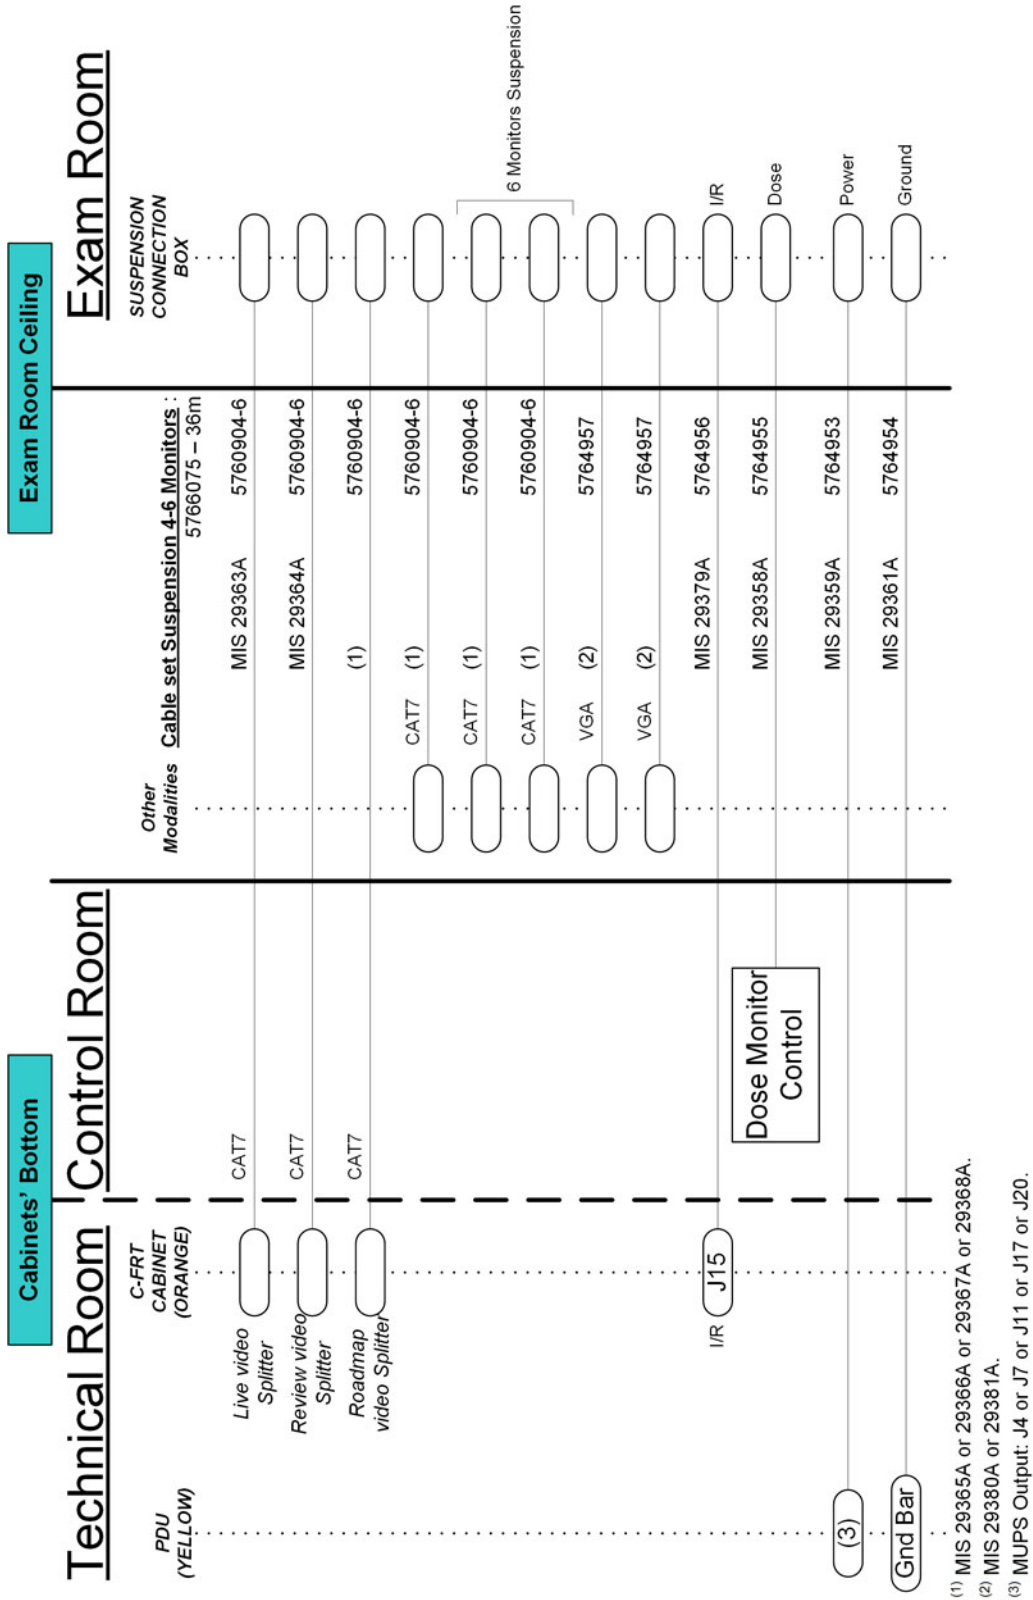 Cabinets' Bottom
Exam Room Ceiling
Technical Room
Control Room
Exam Room
PDU
(YELLOW)
C-FRT
CABINET
(ORANGE)
Other
Modalities
Cable set Suspension 4-6 Monitors :
5766075 – 36m
SUSPENSION
CONNECTION
BOX
Live video
Splitter
CAT7
MIS 29363A
5760904-6
Review video
Splitter
CAT7
MIS 29364A
5760904-6
Roadmap
video Splitter
CAT7
(1)
5760904-6
CAT7
(1)
5760904-6
CAT7
(1)
5760904-6
CAT7
(1)
5760904-6
6 Monitors Suspension
VGA
(2)
5764957
VGA
(2)
5764957
I/R
J15
MIS 29379A
5764956
I/R
Dose Monitor
Control
MIS 29358A
5764955
Dose
(3)
MIS 29359A
5764953
Power
Gnd Bar
MIS 29361A
5764954
Ground
(1) MIS 29365A or 29366A or 29367A or 29368A.
(2) MIS 29380A or 29381A.
(3) MUPS Output: J4 or J7 or J11 or J17 or J20.